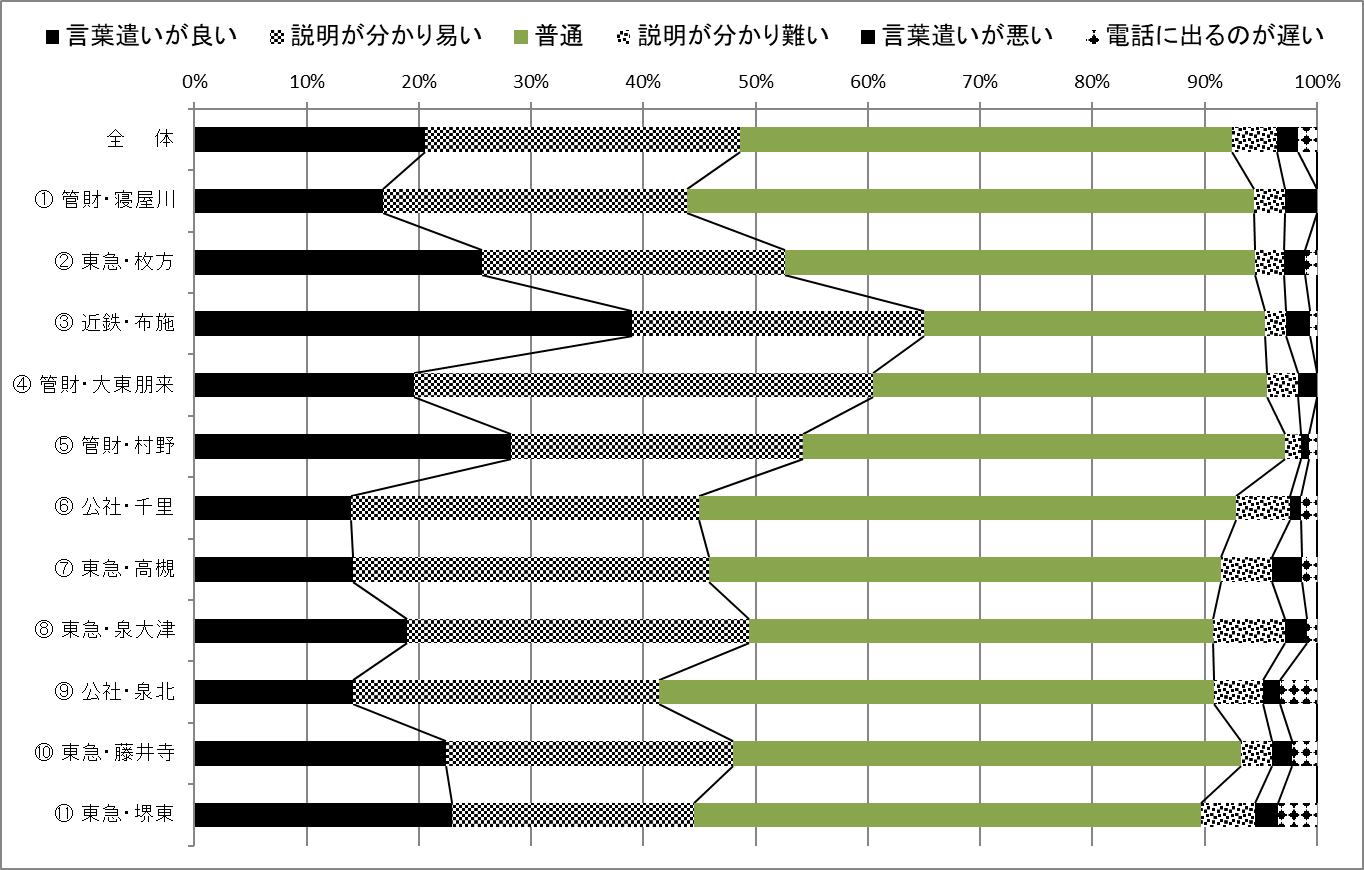 言葉遣いが良い 説明が分かり易い 普通 説明が分かり難い 言葉遣いが悪い 電話に出るのが遅い
0% 10% 20% 30% 40% 50% 60% 70% 80% 90% 100%
全 体
① 管財・寝屋川
② 東急・枚方
③ 近鉄・布施
④ 管財・大東朋来
⑤ 管財・村野
⑥ 公社・千里
⑦ 東急・高槻
⑧ 東急・泉大津
⑨ 公社・泉北
⑩ 東急・藤井寺
⑪ 東急・堺東